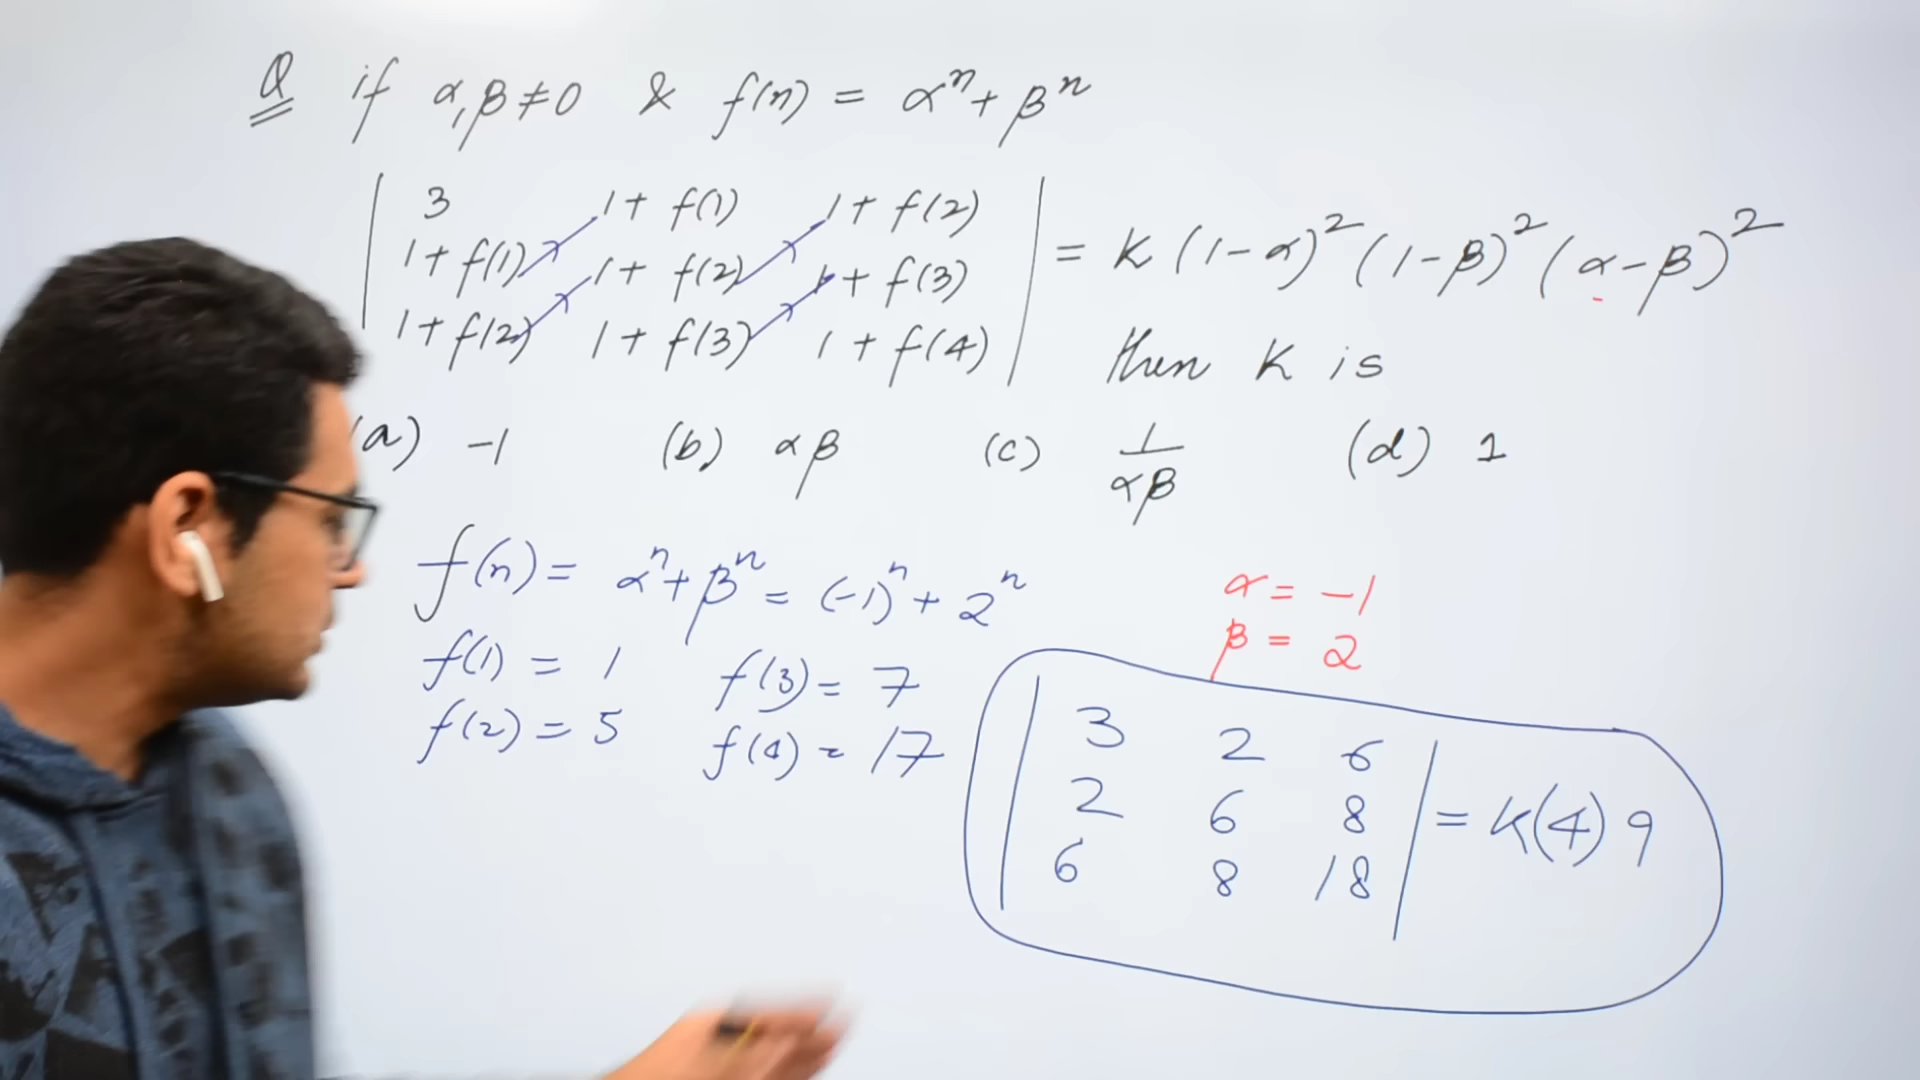 Q if α, β ≠ 0 & f(n) = αⁿ + βⁿ
| 3 1 + f(1) 1 + f(2) |
| 1 + f(1) 1 + f(2) 1 + f(3) | = K (1-α)² (1-β)² (α-β)²
| 1 + f(2) 1 + f(3) 1 + f(4) | then K is
(a) -1 (b) αβ (c) 1/αβ (d) 1
f(n) = αⁿ + βⁿ = (-1)ⁿ + 2ⁿ
α = -1
β = 2
f(1) = 1 f(3) = 7
f(2) = 5 f(4) = 17
| 3 2 6 |
| 2 6 8 | = K(4) 9
| 6 8 18 |